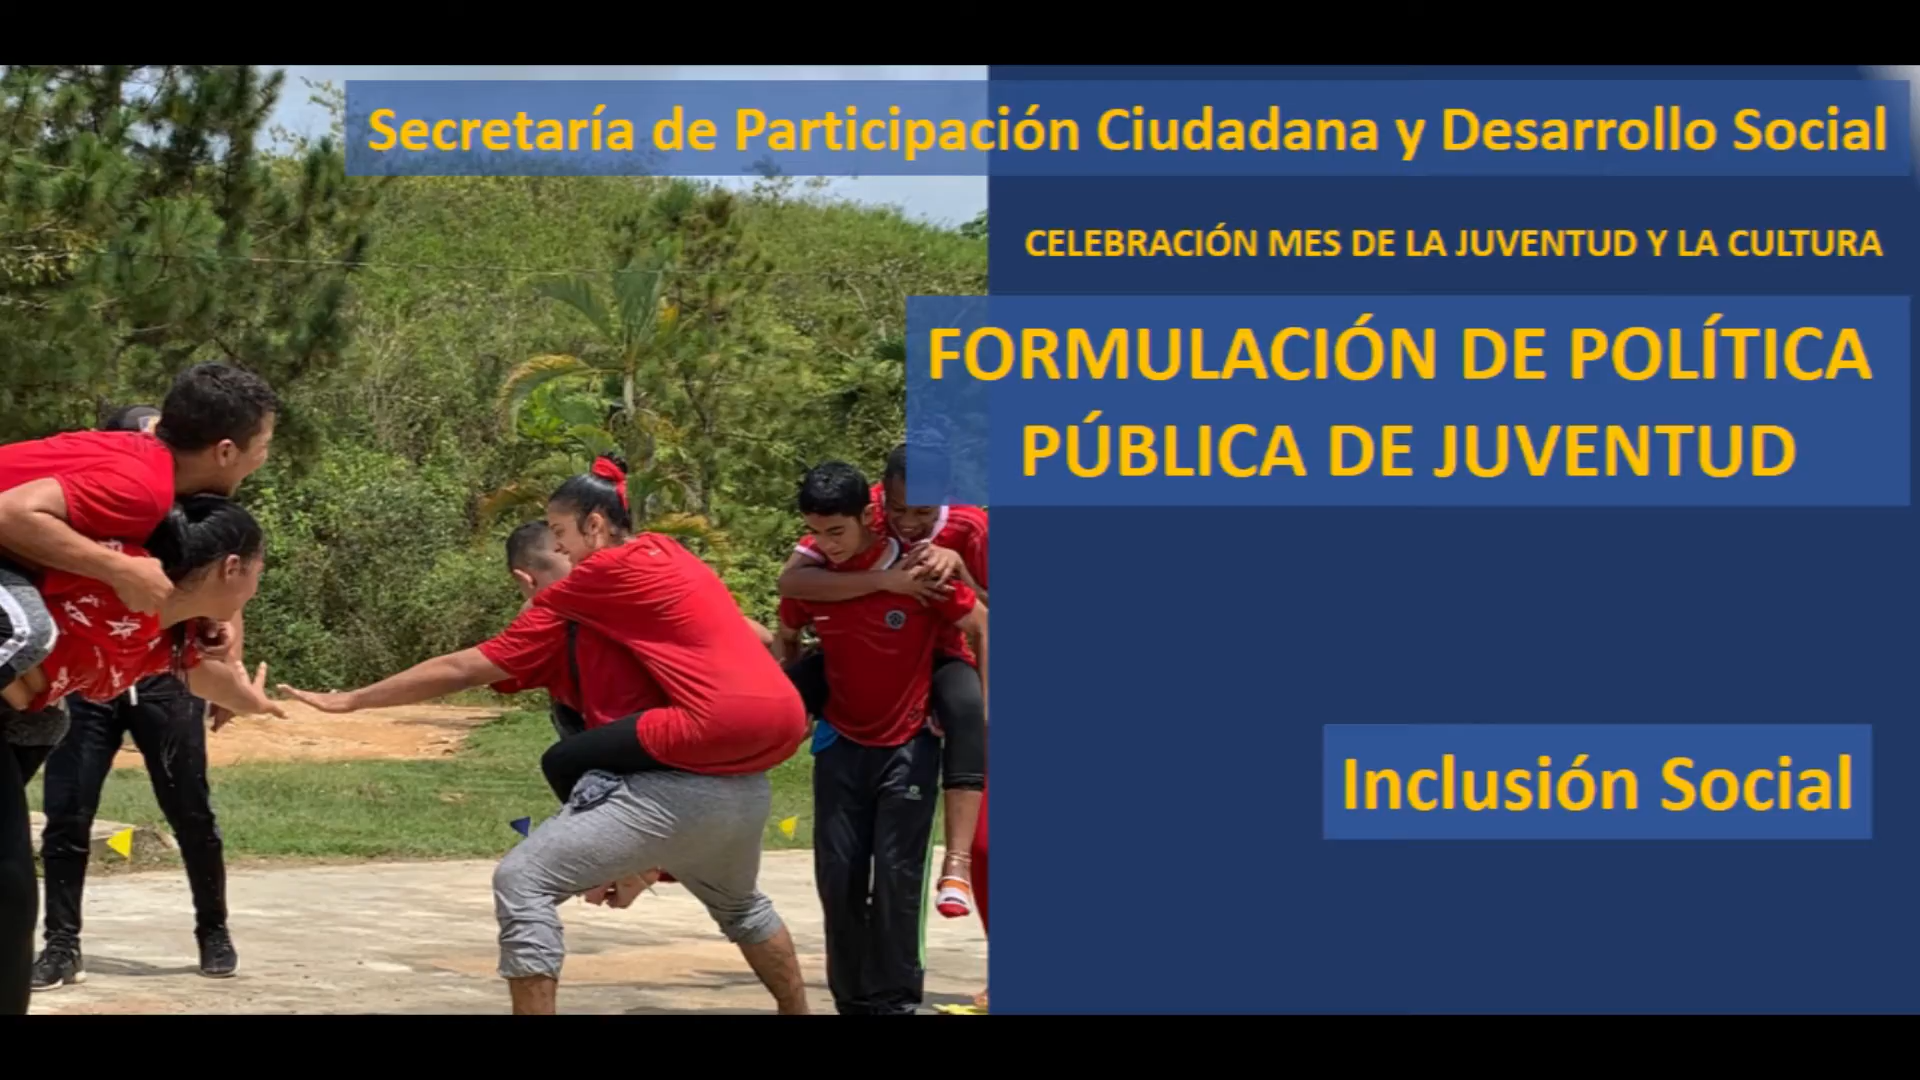 Secretaría de Participación Ciudadana y Desarrollo Social
CELEBRACIÓN MES DE LA JUVENTUD Y LA CULTURA
FORMULACIÓN DE POLÍTICA
PÚBLICA DE JUVENTUD
Inclusión Social